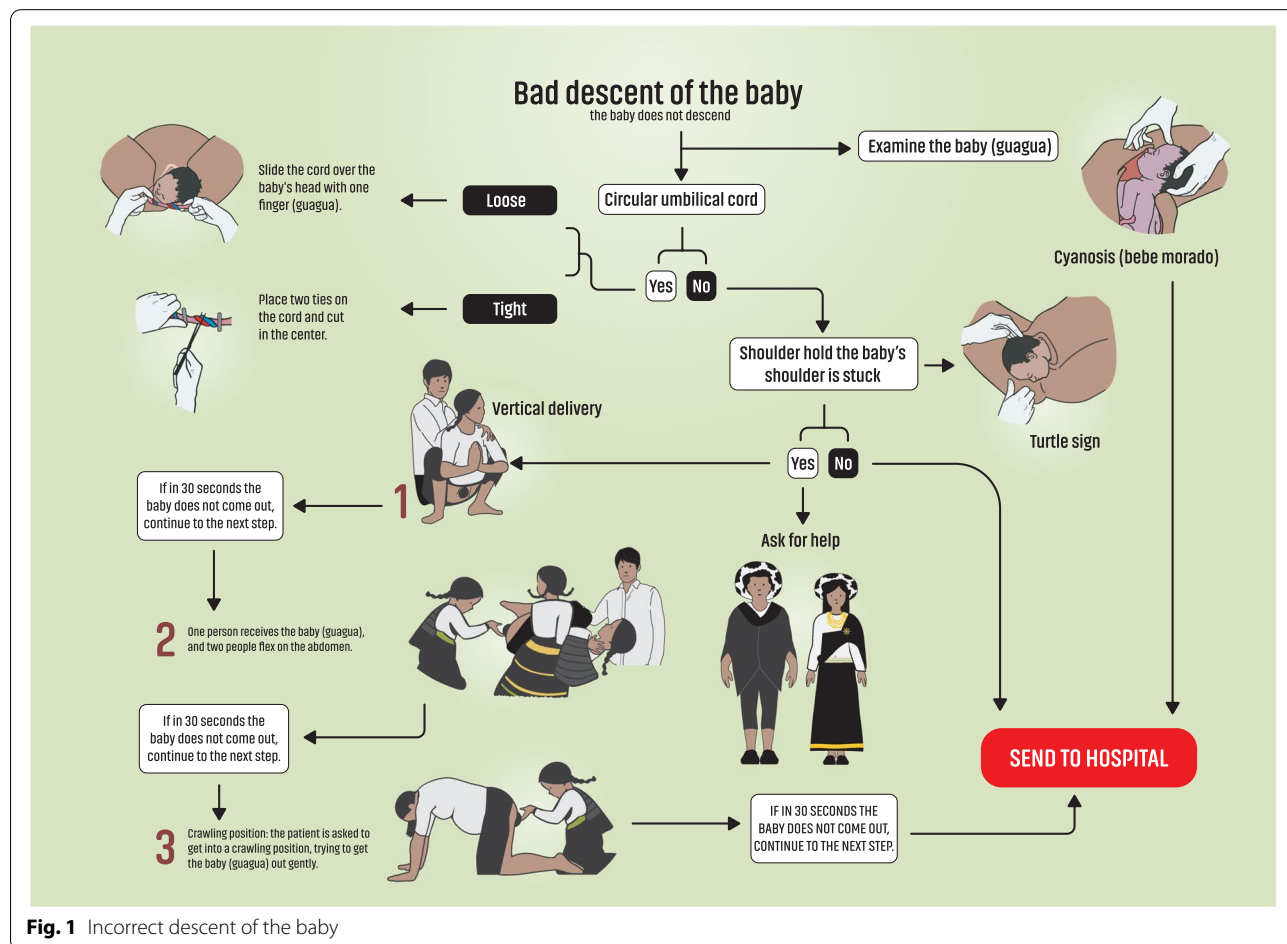 Bad descent of the baby
the baby does not descend
Examine the baby (guagua)
Circular umbilical cord
Slide the cord over the
baby's head with one
finger (guagua).
Loose
Cyanosis (bebe morado)
Yes
No
Place two ties on
the cord and cut
in the center.
Tight
Shoulder hold the baby's
shoulder is stuck
Turtle sign
Vertical delivery
Yes
No
1
If in 30 seconds the
baby does not come out,
continue to the next step.
Ask for help
2
One person receives the baby (guagua),
and two people flex on the abdomen.
If in 30 seconds the
baby does not come out,
continue to the next step.
SEND TO HOSPITAL
3
Crawling position: the patient is asked to
get into a crawling position, trying to get
the baby (guagua) out gently.
IF IN 30 SECONDS THE
BABY DOES NOT COME OUT,
CONTINUE TO THE NEXT STEP.
Fig. 1 Incorrect descent of the baby